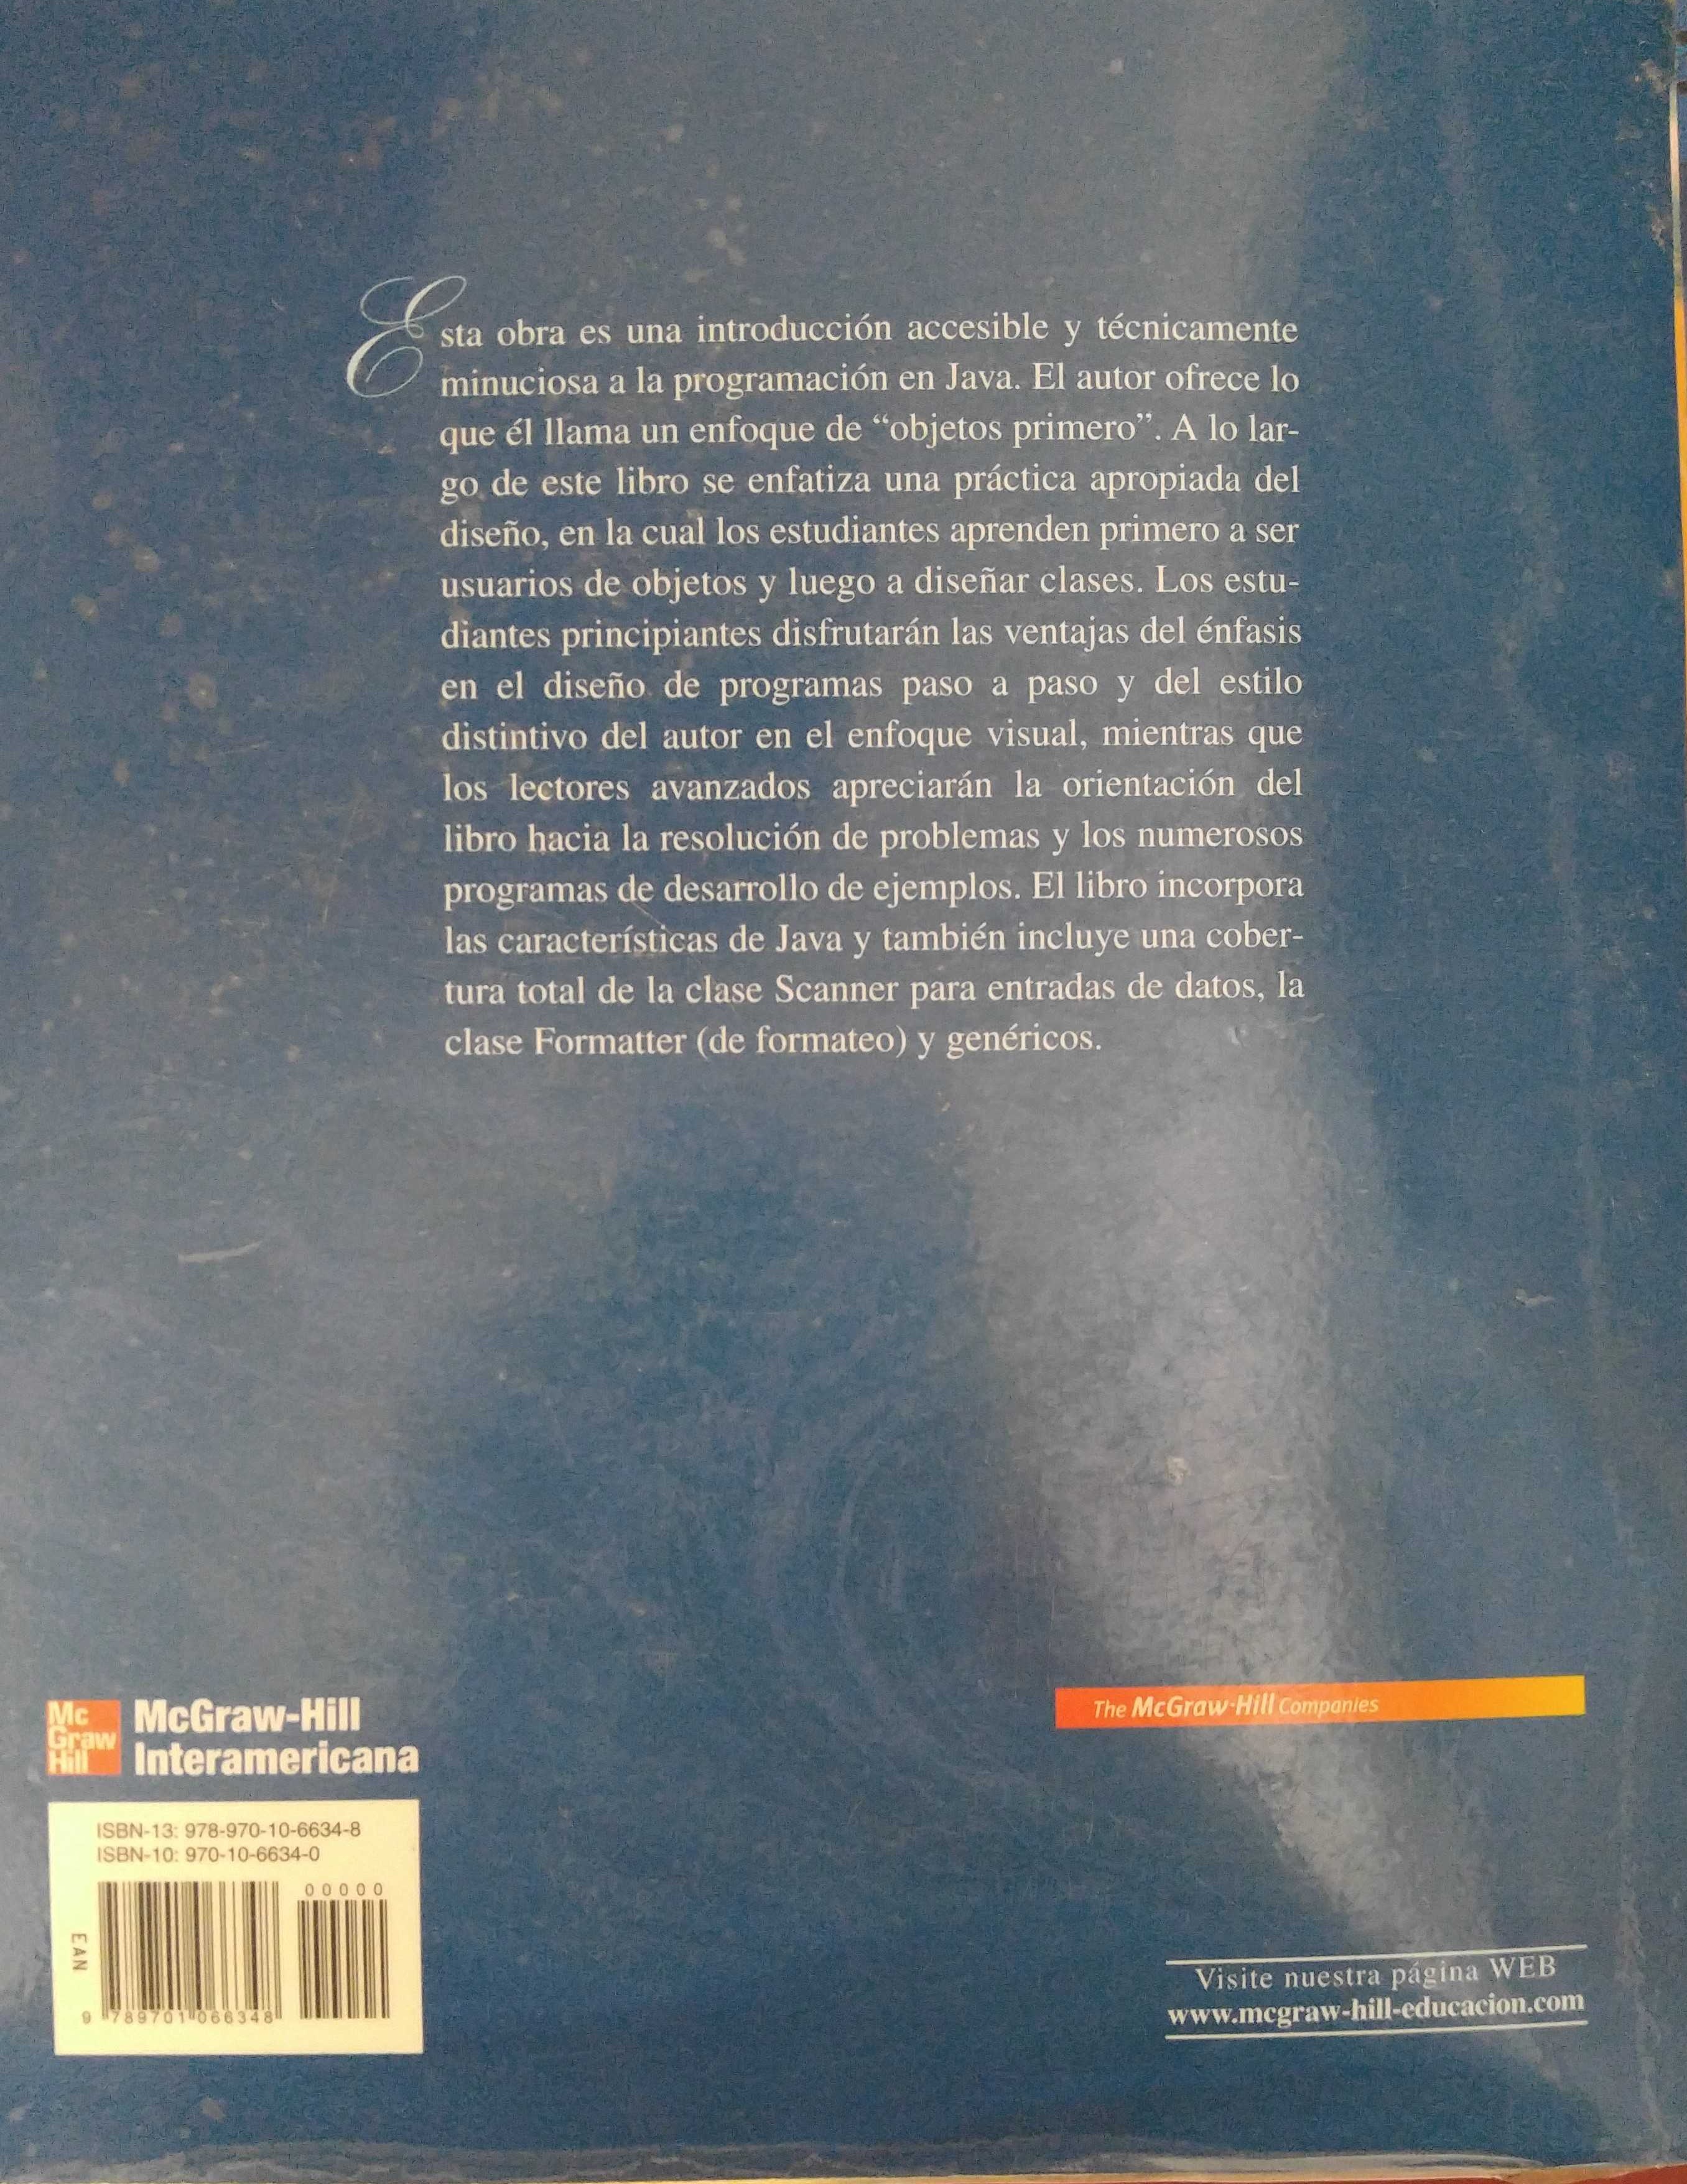 Esta obra es una introducción accesible y técnicamente
minuciosa a la programación en Java. El autor ofrece lo
que él llama un enfoque de “objetos primero”. A lo lar-
go de este libro se enfatiza una práctica apropiada del
diseño, en la cual los estudiantes aprenden primero a ser
usuarios de objetos y luego a diseñar clases. Los estu-
diantes principiantes disfrutarán las ventajas del énfasis
en el diseño de programas paso a paso y del estilo
distintivo del autor en el enfoque visual, mientras que
los lectores avanzados apreciarán la orientación del
libro hacia la resolución de problemas y los numerosos
programas de desarrollo de ejemplos. El libro incorpora
las características de Java y también incluye una cober-
tura total de la clase Scanner para entradas de datos, la
clase Formatter (de formateo) y genéricos.
Mc
Graw
Hill
McGraw-Hill
Interamericana
The McGraw-Hill Companies
ISBN-13: 978-970-10-6634-8
ISBN-10: 970-10-6634-0
00000
EAN
9 789701 066348
Visite nuestra página WEB
www.mcgraw-hill-educacion.com